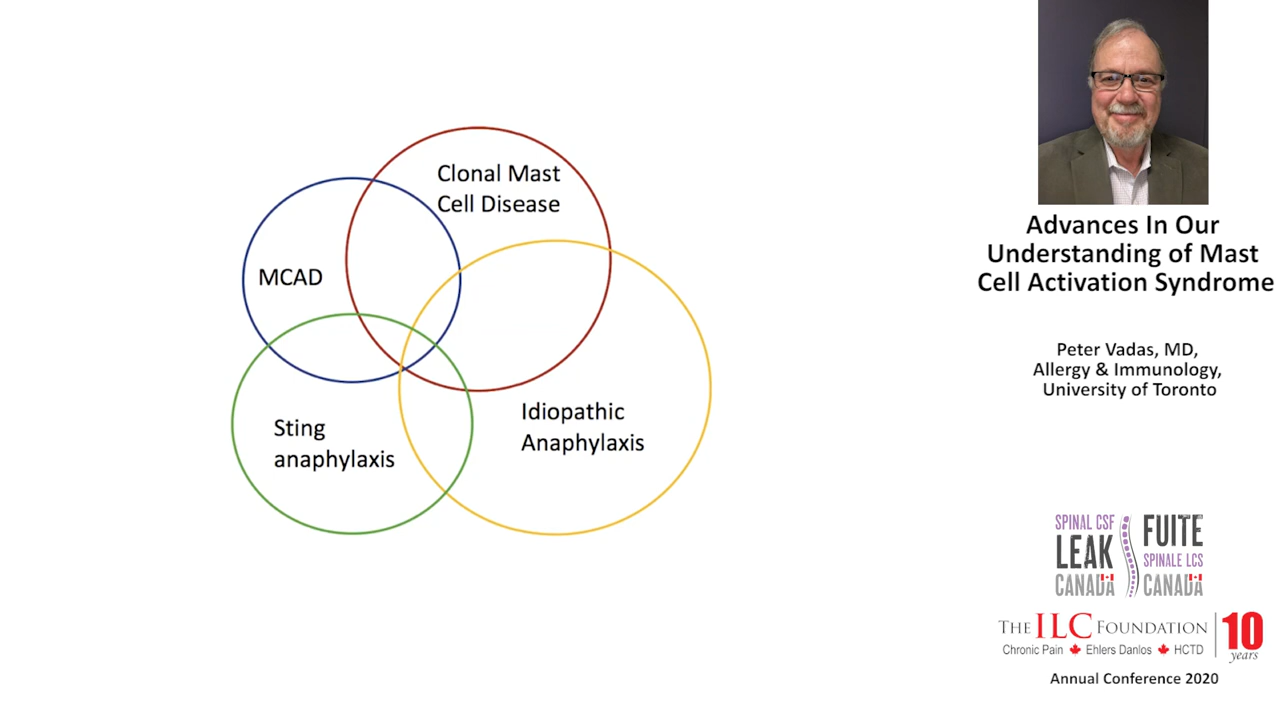 Clonal Mast
Cell Disease
MCAD
Sting
anaphylaxis
Idiopathic
Anaphylaxis
Advances In Our
Understanding of Mast
Cell Activation Syndrome
Peter Vadas, MD,
Allergy & Immunology,
University of Toronto
SPINAL CSF
LEAK
CANADA
FUITE
SPINALE LCS
CANADA
THE ILC FOUNDATION
Chronic Pain Ehlers Danlos HCTD
10
years
Annual Conference 2020